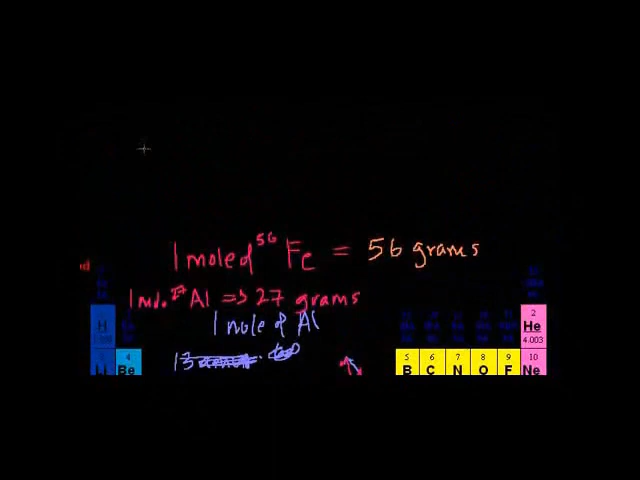 1 mole of ⁵⁶Fe = 56 grams
1 mol. ²⁷Al => 27 grams
1 mole of Al
13
H
2
He
4.003
4
Be
5
B
6
C
7
N
8
O
9
F
10
Ne